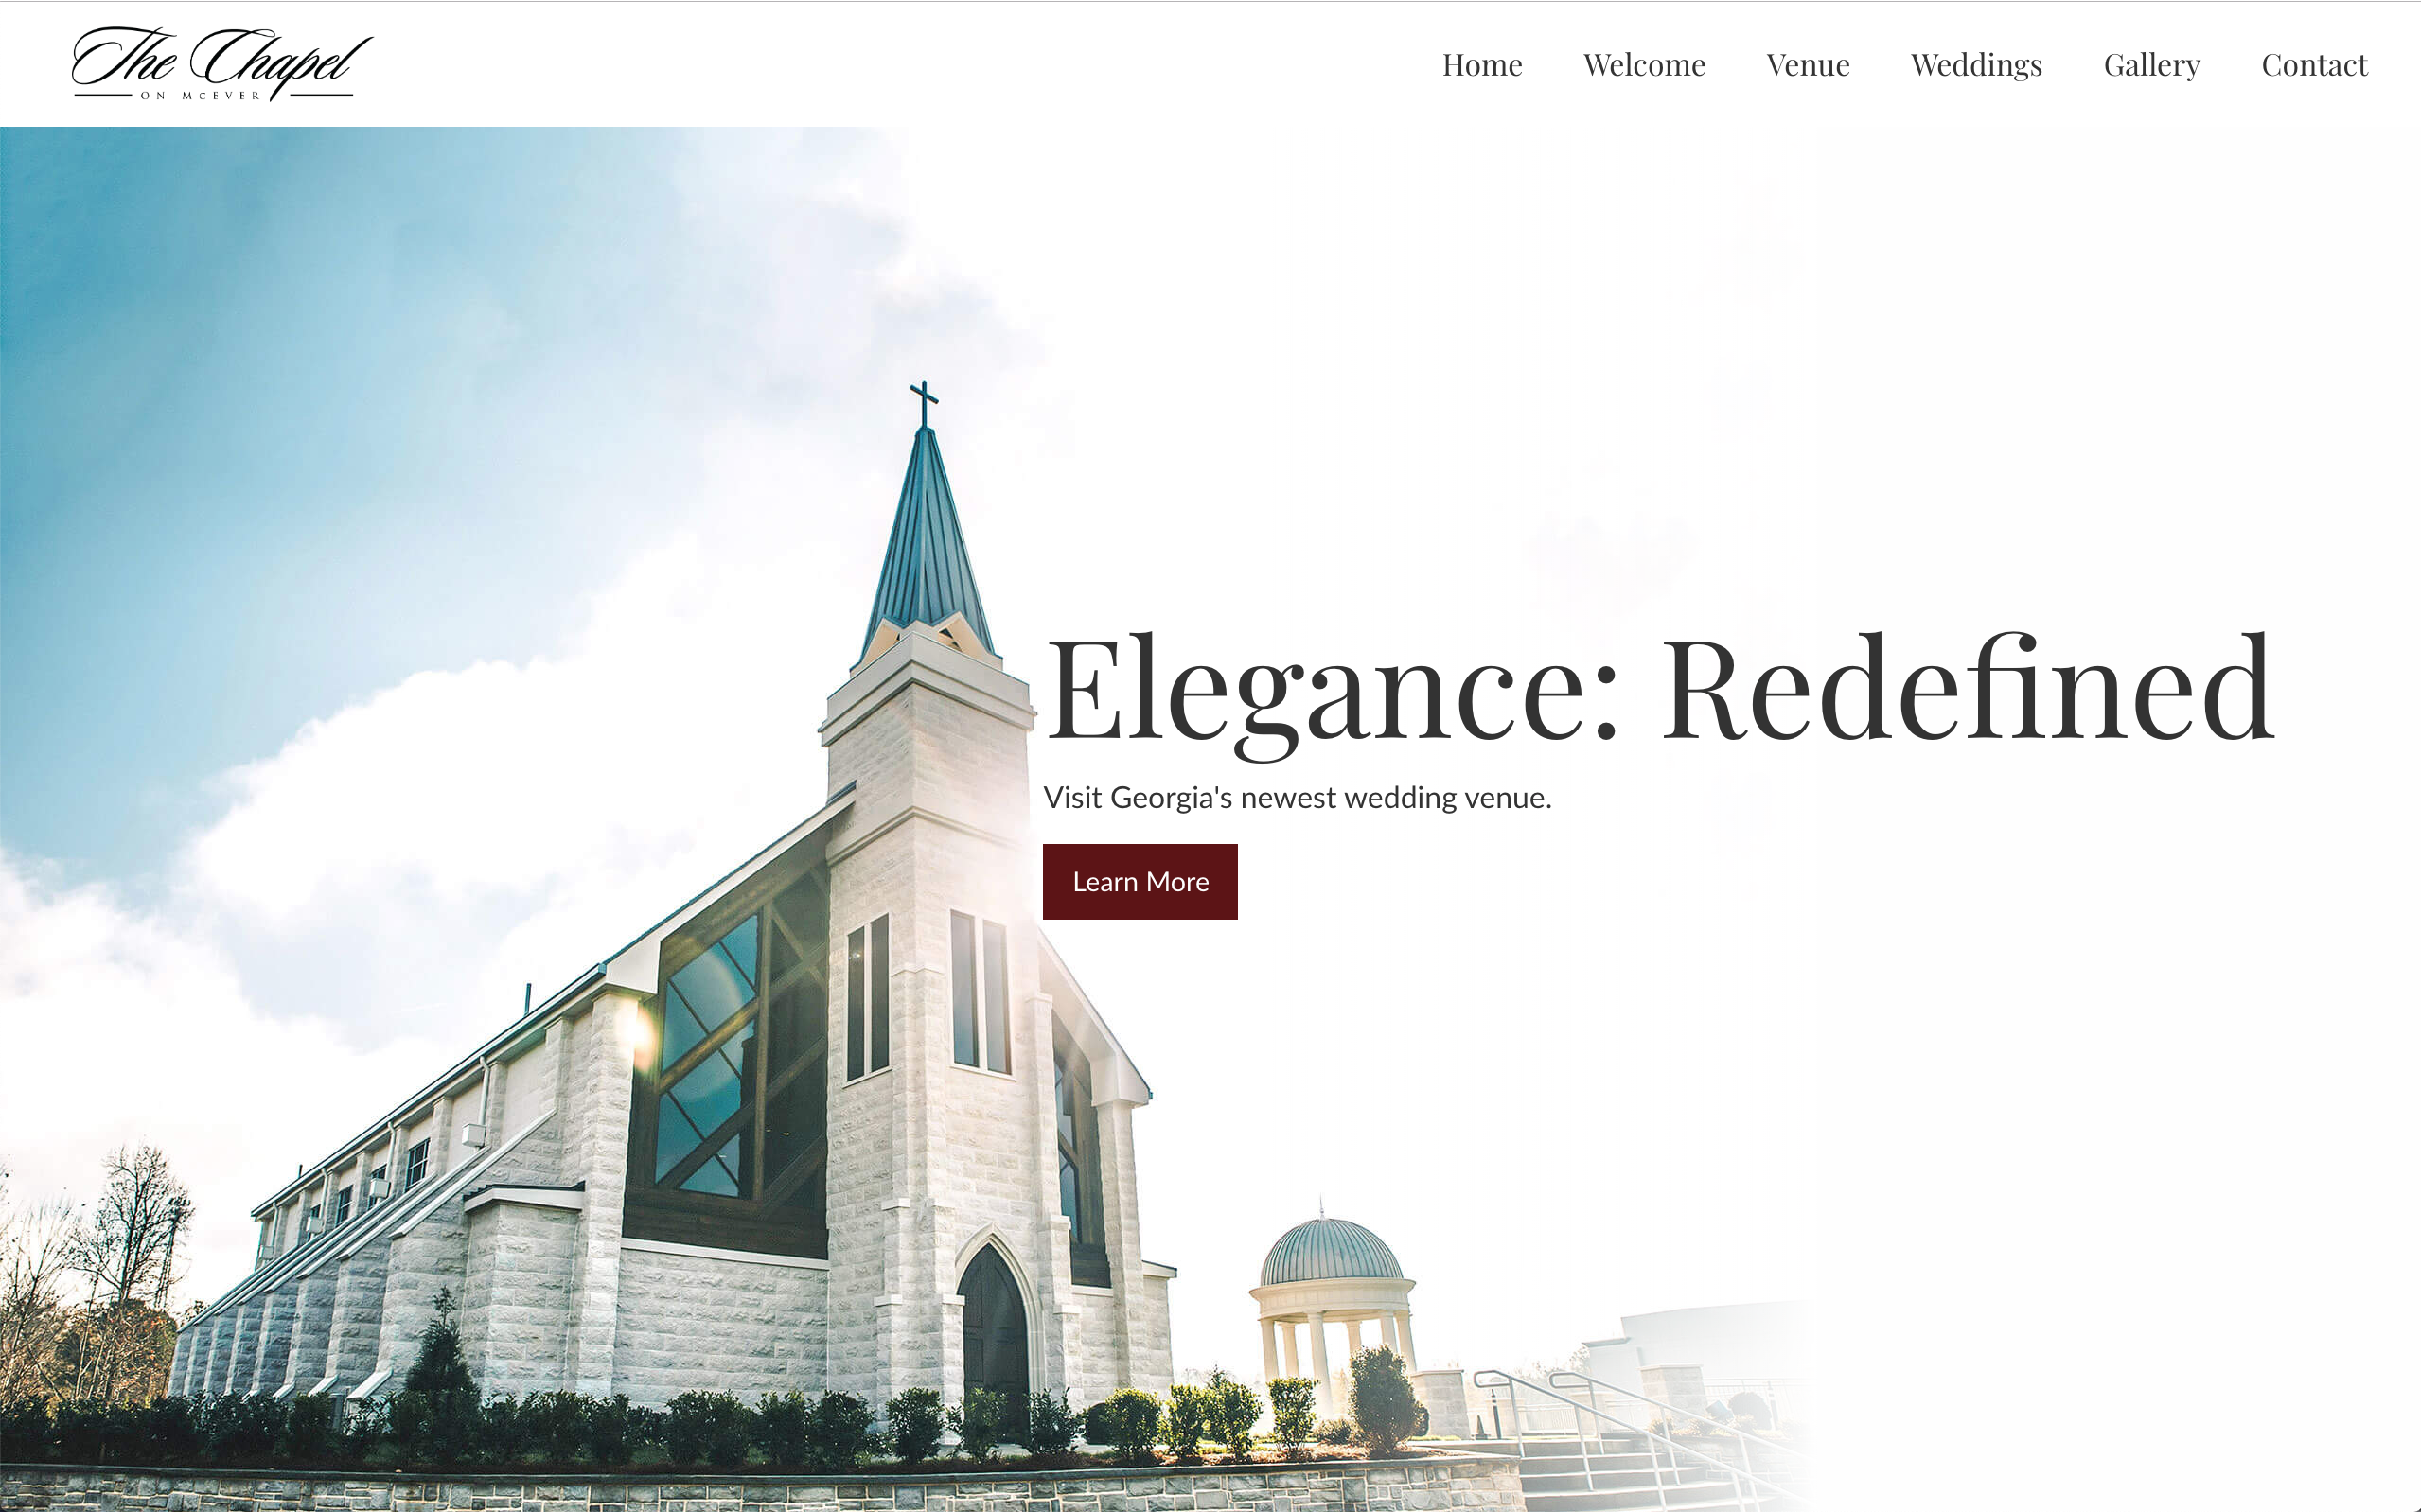 The Chapel
ON McEVER
Home Welcome Venue Weddings Gallery Contact
Elegance: Redefined
Visit Georgia's newest wedding venue.
Learn More